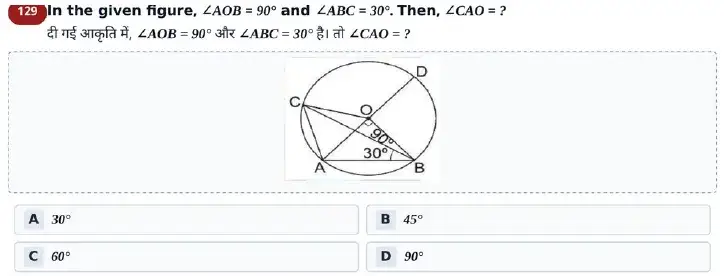 129 In the given figure, ∠AOB = 90° and ∠ABC = 30°. Then, ∠CAO = ?
दी गई आकृति में, ∠AOB = 90° और ∠ABC = 30° है। तो ∠CAO = ?
D
C
O
90°
30°
A
B
A 30°
B 45°
C 60°
D 90°